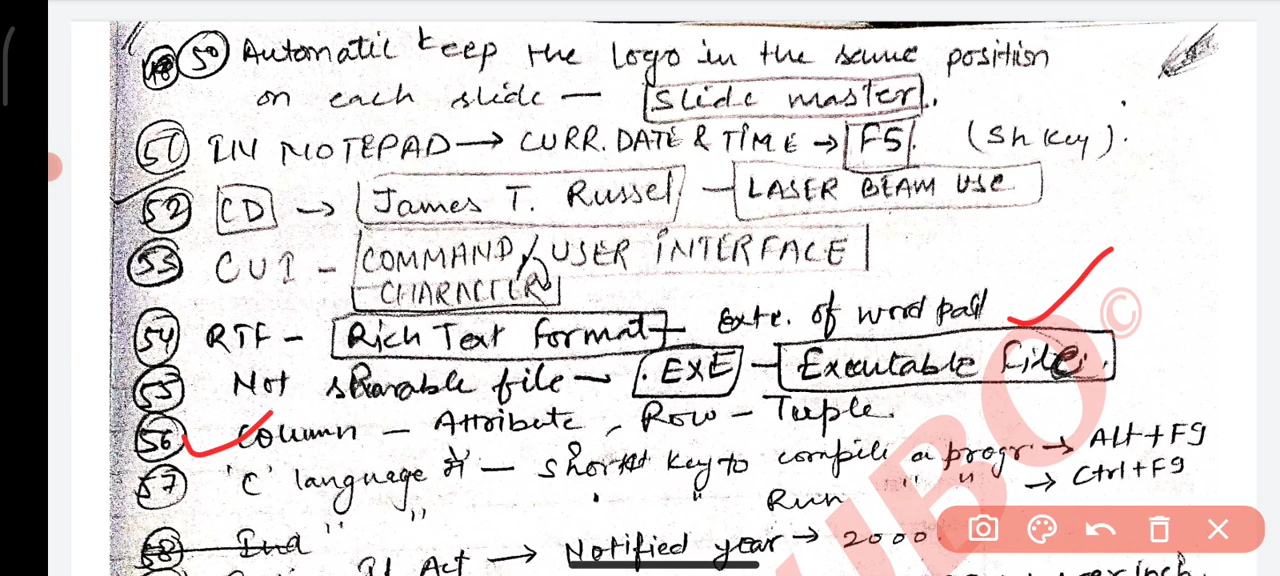 50 Automatic keep the Logo in the same position
on each slide — Slide master.
51 IN NOTEPAD → CURR. DATE & TIME → F5. (Sh key).
52 CD → James T. Russel — LASER BEAM USE
53 CUI - COMMAND / USER INTERFACE
CHARACTER
54 RTF - Rich Text Format - Exte. of word pad
©
55 Not sharable file — .EXE — Executable File.
56 Column - Attribute, Row - Tuple.
57 'C' language में - Short key to compile a progr. → Alt+F9
" " " Run " " → Ctrl+F9
58 Ind
Act → Notified year → 2000.